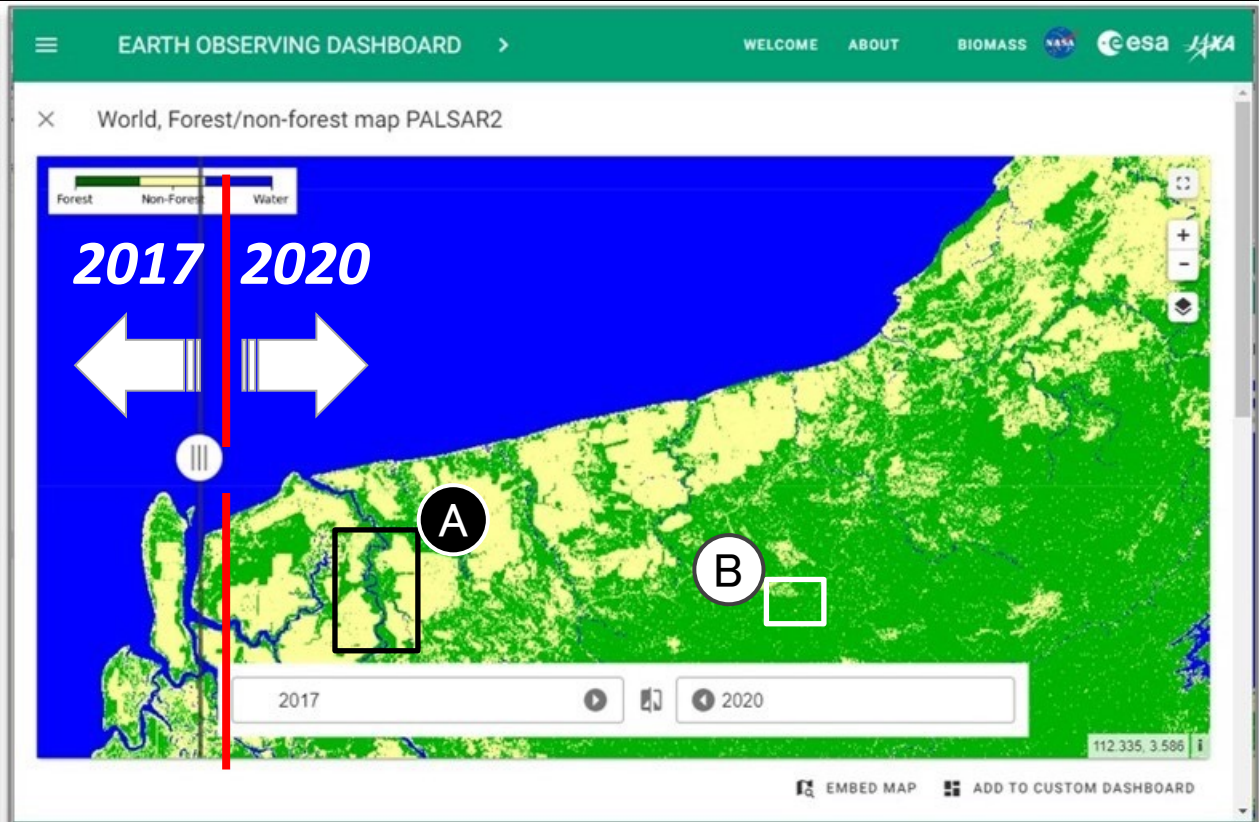 EARTH OBSERVING DASHBOARD >
WELCOME ABOUT BIOMASS NASA esa JAXA
× World, Forest/non-forest map PALSAR2
Forest Non-Forest Water
2017 2020
A
B
2017 2020
112.335, 3.586 i
EMBED MAP ADD TO CUSTOM DASHBOARD